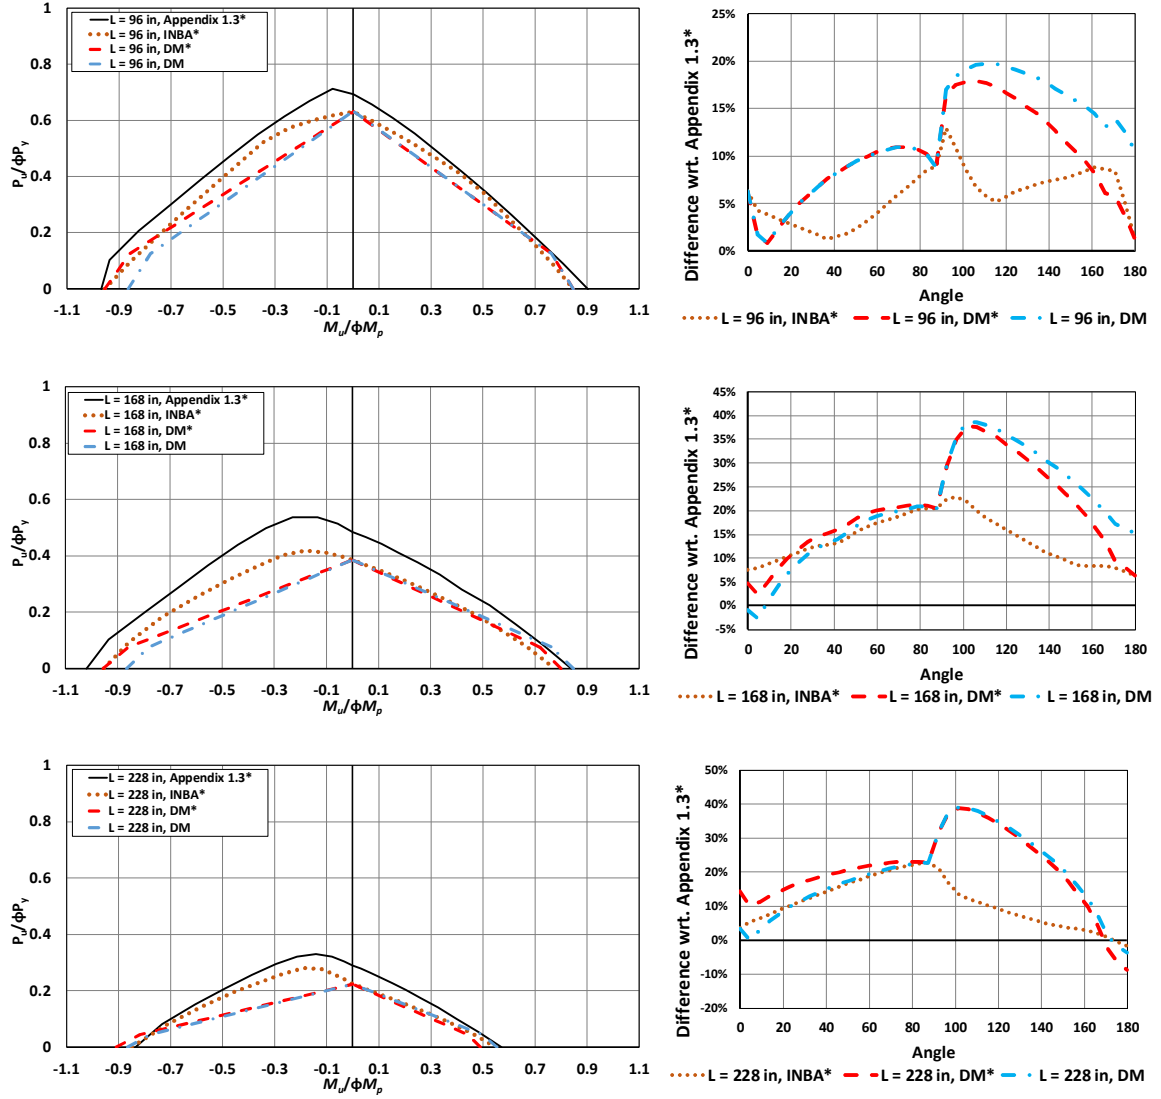 1
0.8
0.6
0.4
0.2
0
Pu/ϕPy
L = 96 in, Appendix 1.3*
L = 96 in, INBA*
L = 96 in, DM*
L = 96 in, DM
-1.1 -0.9 -0.7 -0.5 -0.3 -0.1 0.1 0.3 0.5 0.7 0.9 1.1
Mu/ϕMp
Difference wrt. Appendix 1.3*
25%
20%
15%
10%
5%
0%
0 20 40 60 80 100 120 140 160 180
Angle
L = 96 in, INBA* L = 96 in, DM* L = 96 in, DM
1
0.8
0.6
0.4
0.2
0
Pu/ϕPy
L = 168 in, Appendix 1.3*
L = 168 in, INBA*
L = 168 in, DM*
L = 168 in, DM
-1.1 -0.9 -0.7 -0.5 -0.3 -0.1 0.1 0.3 0.5 0.7 0.9 1.1
Mu/ϕMp
Difference wrt. Appendix 1.3*
45%
40%
35%
30%
25%
20%
15%
10%
5%
0%
-5%
0 20 40 60 80 100 120 140 160 180
Angle
L = 168 in, INBA* L = 168 in, DM* L = 168 in, DM
1
0.8
0.6
0.4
0.2
0
Pu/ϕPy
L = 228 in, Appendix 1.3*
L = 228 in, INBA*
L = 228 in, DM*
L = 228 in, DM
-1.1 -0.9 -0.7 -0.5 -0.3 -0.1 0.1 0.3 0.5 0.7 0.9 1.1
Mu/ϕMp
Difference wrt. Appendix 1.3*
50%
40%
30%
20%
10%
0%
-10%
-20%
0 20 40 60 80 100 120 140 160 180
Angle
L = 228 in, INBA* L = 228 in, DM* L = 228 in, DM